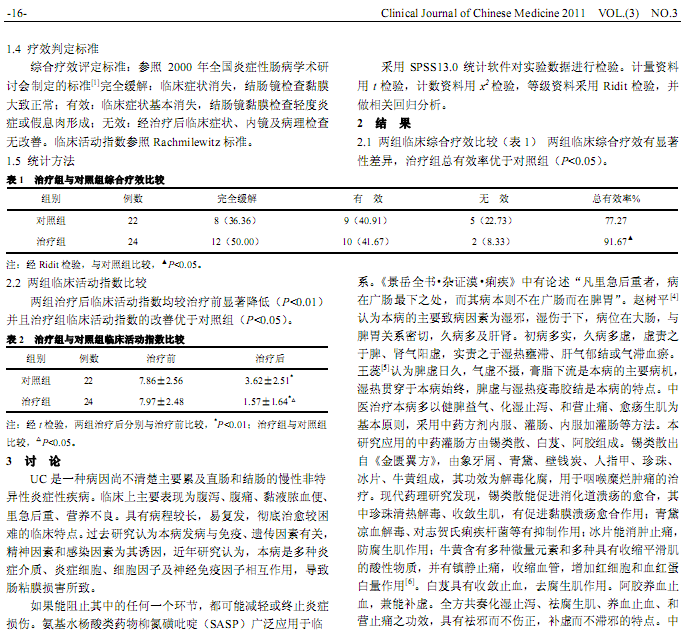 -16- Clinical Journal of Chinese Medicine 2011 VOL.(3) NO.3
1.4 疗效判定标准
综合疗效评定标准：参照 2000 年全国炎症性肠病学术研
讨会制定的标准[1]完全缓解：临床症状消失，结肠镜检查黏膜
大致正常；有效：临床症状基本消失，结肠镜黏膜检查轻度炎
症或假息肉形成；无效：经治疗后临床症状、内镜及病理检查
无改善。临床活动指数参照 Rachmilewitz 标准。
1.5 统计方法
采用 SPSS13.0 统计软件对实验数据进行检验。计量资料
用 t 检验，计数资料用 x²检验，等级资料采用 Ridit 检验，并
做相关回归分析。
2 结 果
2.1 两组临床综合疗效比较（表 1） 两组临床综合疗效有显著
性差异，治疗组总有效率优于对照组（P<0.05）。
表 1 治疗组与对照组综合疗效比较
组别 例数 完全缓解 有 效 无 效 总有效率%
对照组 22 8（36.36） 9（40.91） 5（22.73） 77.27
治疗组 24 12（50.00） 10（41.67） 2（8.33） 91.67▲
注：经 Ridit 检验，与对照组比较，▲P<0.05。
2.2 两组临床活动指数比较
两组治疗后临床活动指数均较治疗前显著降低（P<0.01）
并且治疗组临床活动指数的改善优于对照组（P<0.05）。
表 2 治疗组与对照组临床活动指数比较
组别 例数 治疗前 治疗后
对照组 22 7.86±2.56 3.62±2.51*
治疗组 24 7.97±2.48 1.57±1.64*△
注：经 t 检验，两组治疗后分别与治疗前比较，*P<0.01；治疗组与对照组
比较，△P<0.05。
3 讨 论
UC 是一种病因尚不清楚主要累及直肠和结肠的慢性非特
异性炎症性疾病。临床上主要表现为腹泻、腹痛、黏液脓血便、
里急后重、营养不良。具有病程较长，易复发，彻底治愈较困
难的临床特点。过去研究认为本病发病与免疫、遗传因素有关，
精神因素和感染因素为其诱因，近年研究认为，本病是多种炎
症介质、炎症细胞、细胞因子及神经免疫因子相互作用，导致
肠粘膜损害所致。
如果能阻止其中的任何一个环节，都可能减轻或终止炎症
损伤。氨基水杨酸类药物柳氮磺吡啶（SASP）广泛应用于临
系。《景岳全书•杂证谟•痢疾》中有论述“凡里急后重者，病
在广肠最下之处，而其病本则不在广肠而在脾胃”。赵树平[4]
认为本病的主要致病因素为湿邪，湿伤于下，病位在大肠，与
脾胃关系密切，久病多及肝肾。初病多实，久病多虚，虚责之
于脾、肾气阳虚，实责之于湿热壅滞、肝气郁结或气滞血瘀。
王蕊[5]认为脾虚日久，气虚不摄，膏脂下流是本病的主要病机，
湿热贯穿于本病始终，脾虚与湿热疫毒胶结是本病的特点。中
医治疗本病多以健脾益气、化湿止泻、和营止痛、愈疡生肌为
基本原则，采用中药方剂内服、灌肠、内服加灌肠等方法。本
研究应用的中药灌肠方由锡类散、白芨、阿胶组成。锡类散出
自《金匮翼方》，由象牙屑、青黛、壁钱炭、人指甲、珍珠、
冰片、牛黄组成，其功效为解毒化腐，用于咽喉糜烂肿痛的治
疗。现代药理研究发现，锡类散能促进消化道溃疡的愈合，其
中珍珠清热解毒、收敛生肌，有促进黏膜溃疡愈合作用；青黛
凉血解毒、对志贺氏痢疾杆菌等有抑制作用；冰片能消肿止痛，
防腐生肌作用；牛黄含有多种微量元素和多种具有收缩平滑肌
的酸性物质，并有镇静止痛，收缩血管，增加红细胞和血红蛋
白量作用[6]。白芨具有收敛止血，去腐生肌作用。阿胶养血止
血，兼能补虚。全方共奏化湿止泻、祛腐生肌、养血止血、和
营止痛之功效，具有祛邪而不伤正，补虚而不滞邪的特点。中